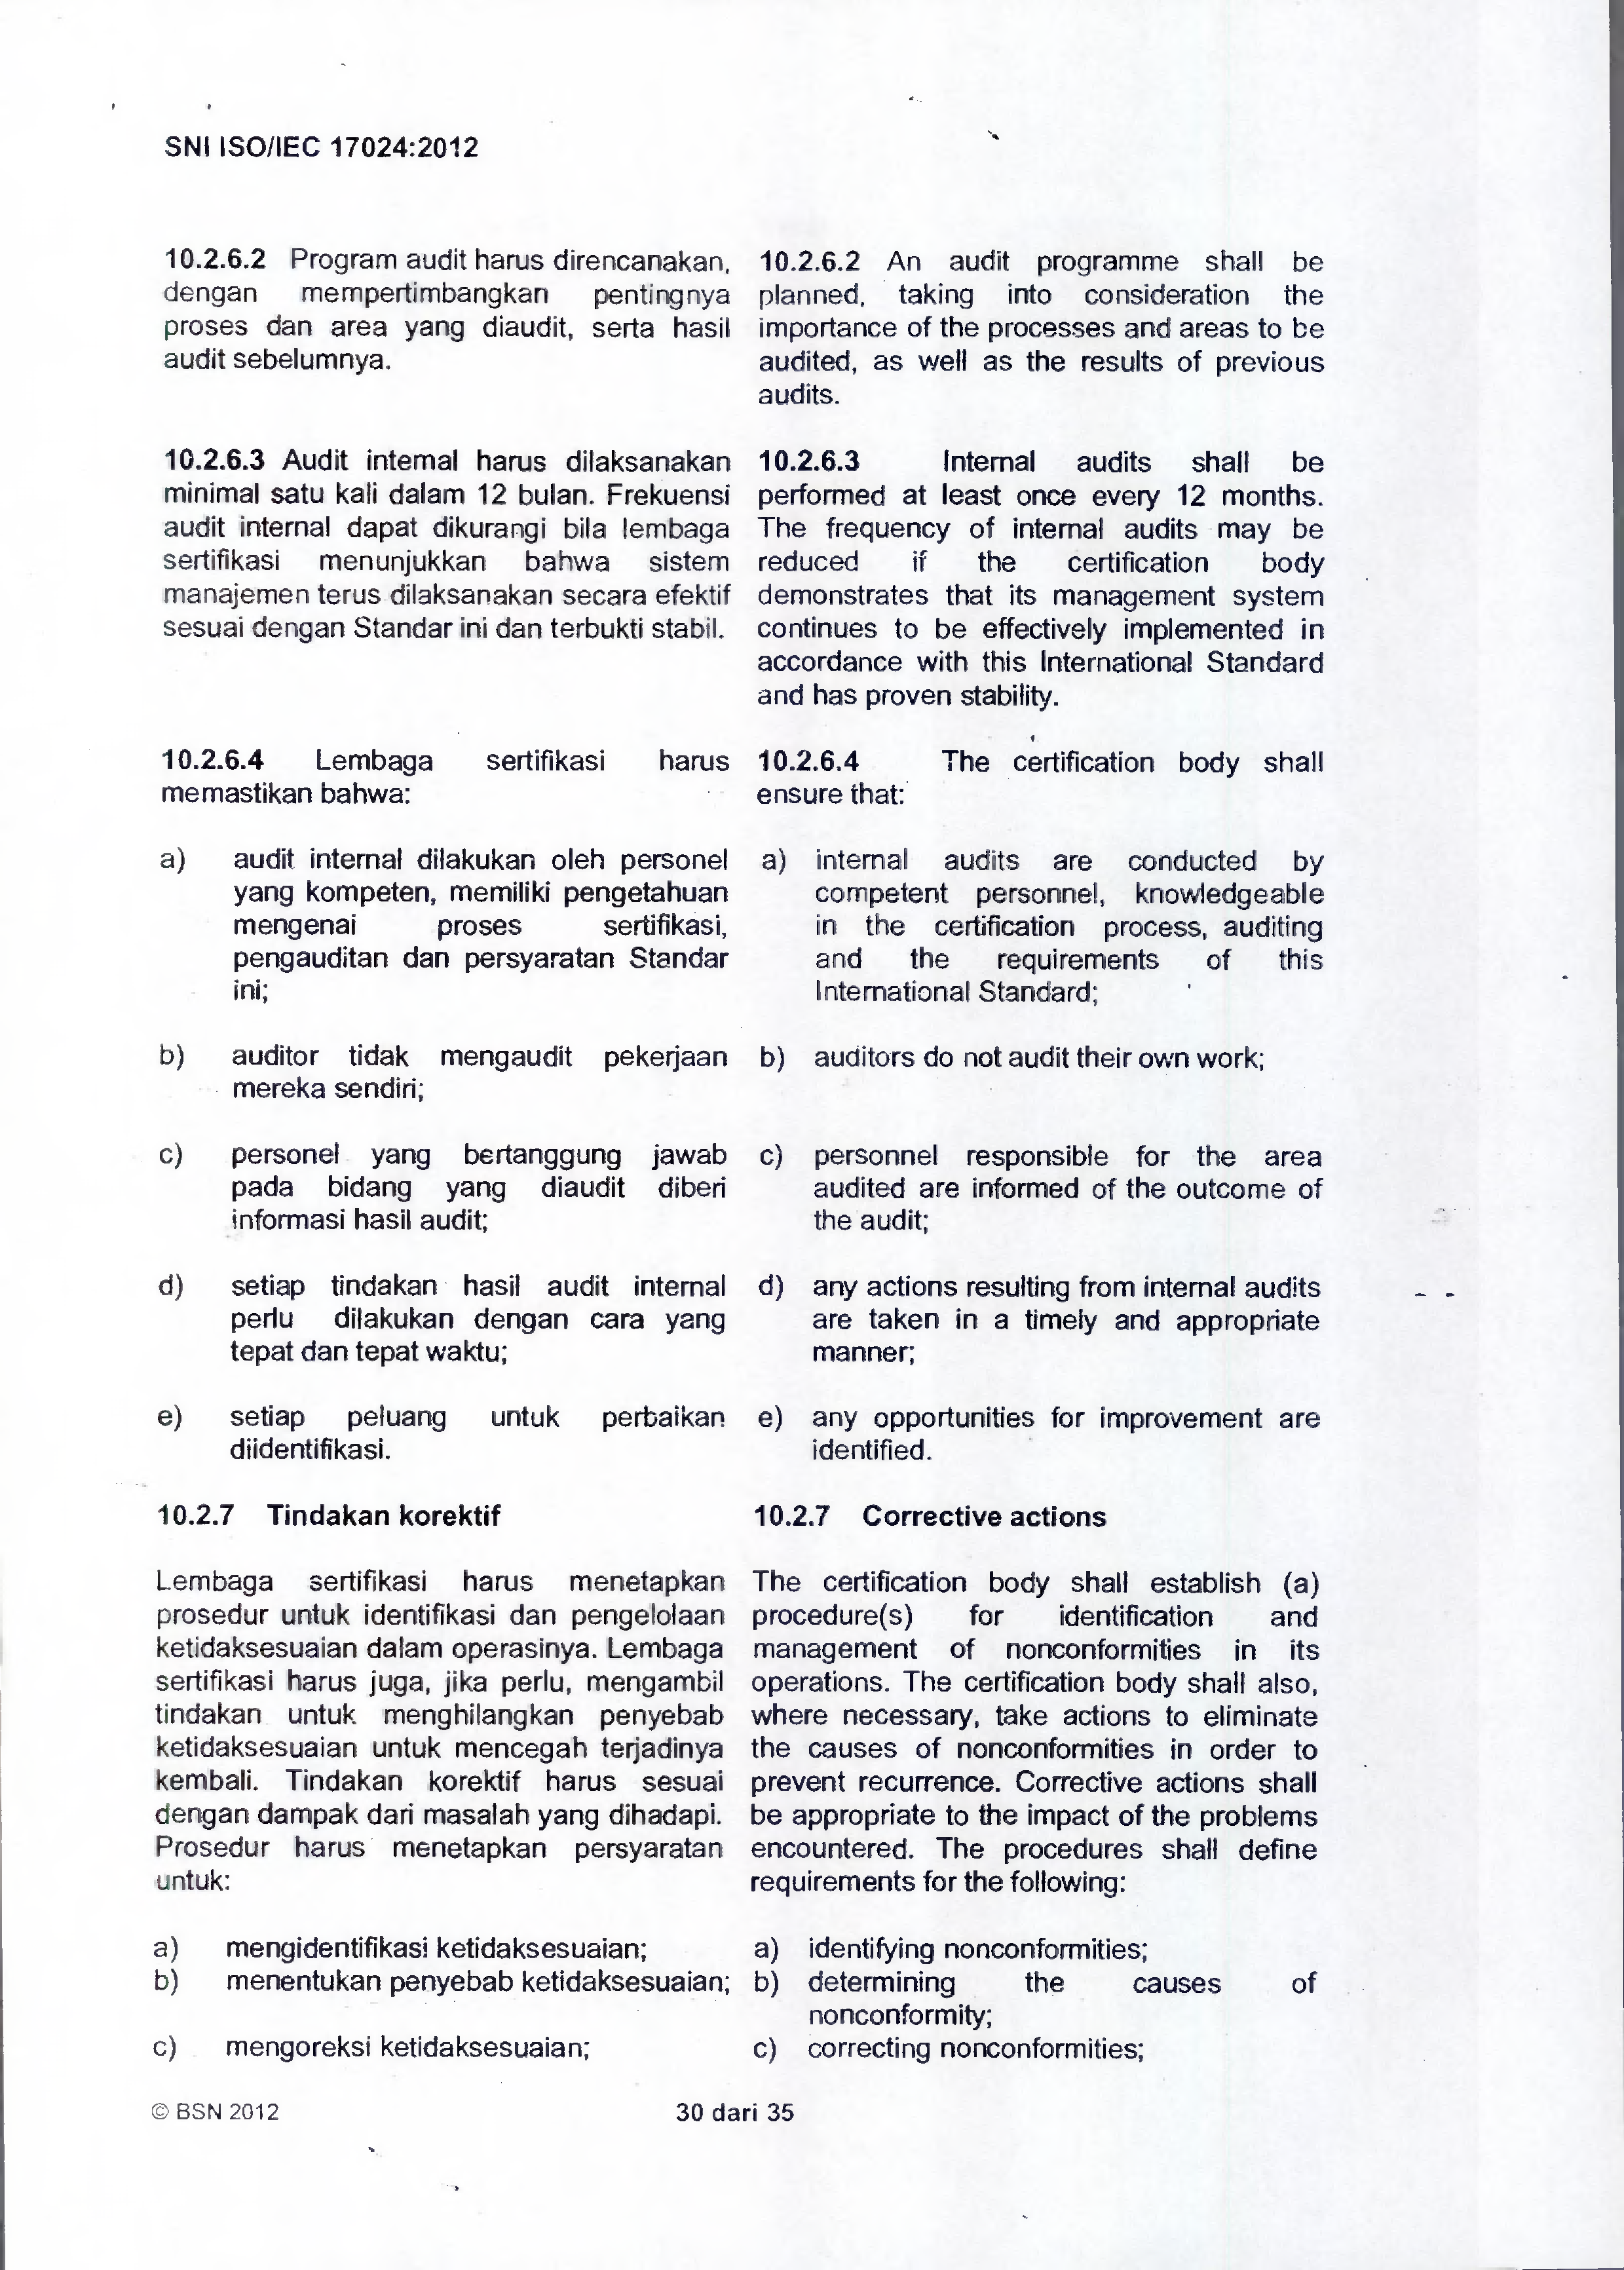 SNI ISO/IEC 17024:2012
10.2.6.2 Program audit harus direncanakan,
dengan mempertimbangkan pentingnya
proses dan area yang diaudit, serta hasil
audit sebelumnya.
10.2.6.3 Audit internal harus dilaksanakan
minimal satu kali dalam 12 bulan. Frekuensi
audit internal dapat dikurangi bila lembaga
sertifikasi menunjukkan bahwa sistem
manajemen terus dilaksanakan secara efektif
sesuai dengan Standar ini dan terbukti stabil.
10.2.6.4 Lembaga sertifikasi harus
memastikan bahwa:
a) audit internal dilakukan oleh personel
yang kompeten, memiliki pengetahuan
mengenai proses sertifikasi,
pengauditan dan persyaratan Standar
ini;
b) auditor tidak mengaudit pekerjaan
mereka sendiri;
c) personel yang bertanggung jawab
pada bidang yang diaudit diberi
informasi hasil audit;
d) setiap tindakan hasil audit internal
perlu dilakukan dengan cara yang
tepat dan tepat waktu;
e) setiap peluang untuk perbaikan
diidentifikasi.
10.2.7 Tindakan korektif
Lembaga sertifikasi harus menetapkan
prosedur untuk identifikasi dan pengelolaan
ketidaksesuaian dalam operasinya. Lembaga
sertifikasi harus juga, jika perlu, mengambil
tindakan untuk menghilangkan penyebab
ketidaksesuaian untuk mencegah terjadinya
kembali. Tindakan korektif harus sesuai
dengan dampak dari masalah yang dihadapi.
Prosedur harus menetapkan persyaratan
untuk:
a) mengidentifikasi ketidaksesuaian;
b) menentukan penyebab ketidaksesuaian;
c) mengoreksi ketidaksesuaian;
10.2.6.2 An audit programme shall be
planned, taking into consideration the
importance of the processes and areas to be
audited, as well as the results of previous
audits.
10.2.6.3 Internal audits shall be
performed at least once every 12 months.
The frequency of internal audits may be
reduced if the certification body
demonstrates that its management system
continues to be effectively implemented in
accordance with this International Standard
and has proven stability.
10.2.6.4 The certification body shall
ensure that:
a) internal audits are conducted by
competent personnel, knowledgeable
in the certification process, auditing
and the requirements of this
International Standard;
b) auditors do not audit their own work;
c) personnel responsible for the area
audited are informed of the outcome of
the audit;
d) any actions resulting from internal audits
are taken in a timely and appropriate
manner;
e) any opportunities for improvement are
identified.
10.2.7 Corrective actions
The certification body shall establish (a)
procedure(s) for identification and
management of nonconformities in its
operations. The certification body shall also,
where necessary, take actions to eliminate
the causes of nonconformities in order to
prevent recurrence. Corrective actions shall
be appropriate to the impact of the problems
encountered. The procedures shall define
requirements for the following:
a) identifying nonconformities;
b) determining the causes of
nonconformity;
c) correcting nonconformities;
© BSN 2012
30 dari 35